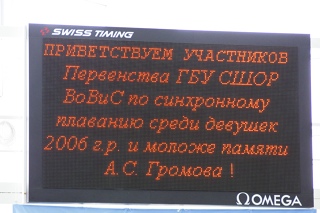 SWISS TIMING
ПРИВЕТСТВУЕМ УЧАСТНИКОВ
Первенства ГБУ СШОР
ВоВиС по синхронному
плаванию среди девушек
2006 г.р. и моложе памяти
А.С. Громова !
OMEGA